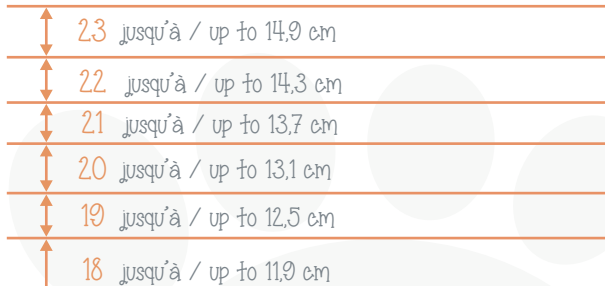 23 jusqu'à / up to 14,9 cm
22 jusqu'à / up to 14,3 cm
21 jusqu'à / up to 13,7 cm
20 jusqu'à / up to 13,1 cm
19 jusqu'à / up to 12,5 cm
18 jusqu'à / up to 11,9 cm